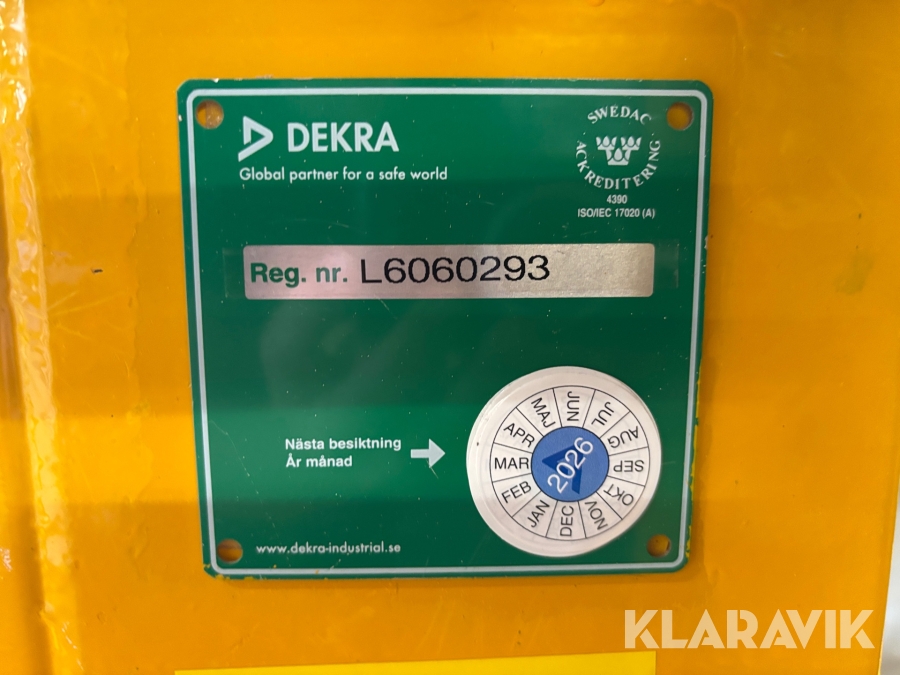 DEKRA
Global partner for a safe world
SWEDAC
ACKREDITERING
4390
ISO/IEC 17020 (A)
Reg. nr. L6060293
Nästa besiktning
År månad
JAN
FEB
MAR
APR
MAJ
JUN
JUL
AUG
SEP
OKT
NOV
DEC
2026
www.dekra-industrial.se
KLARAVIK